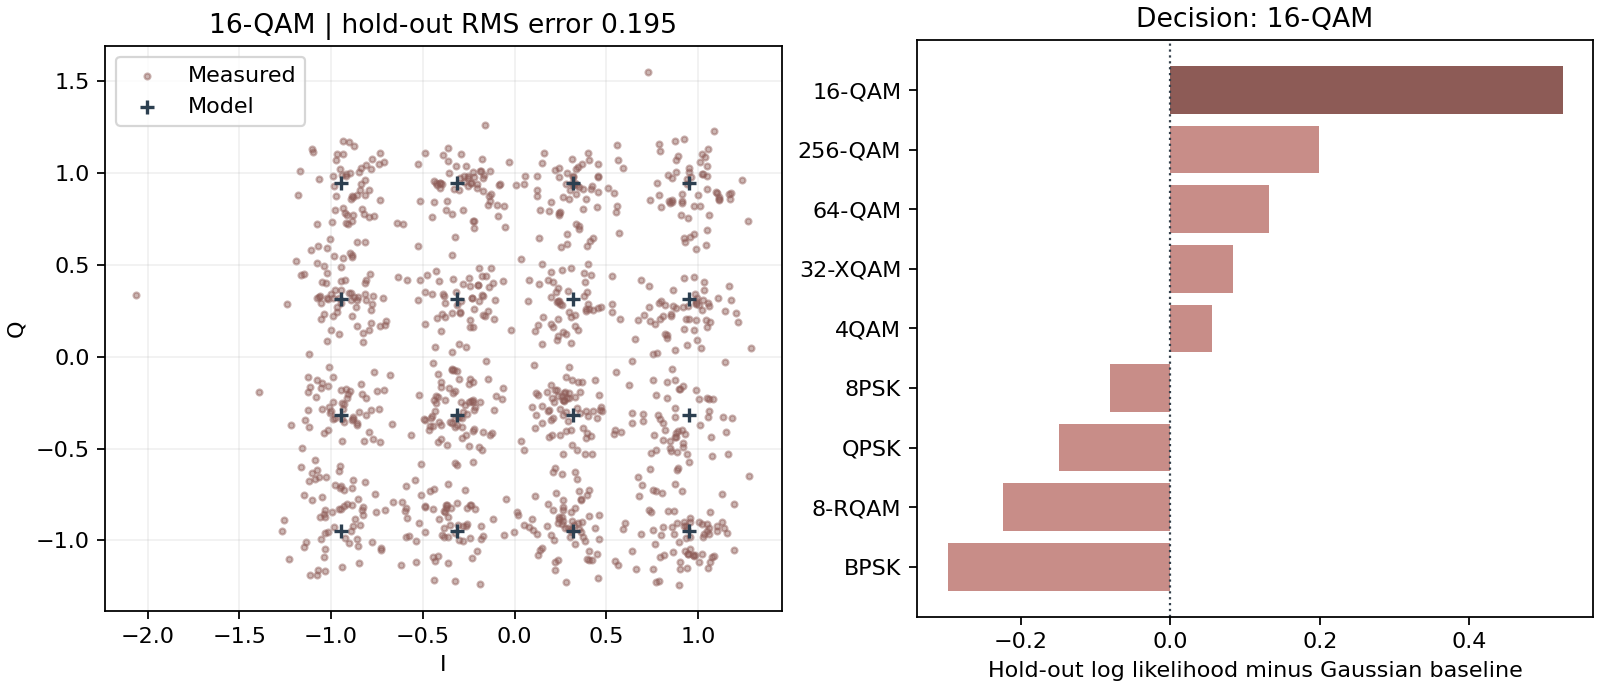 16-QAM | hold-out RMS error 0.195
Measured
Model
1.5
1.0
0.5
0.0
−0.5
−1.0
Q
−2.0
−1.5
−1.0
−0.5
0.0
0.5
1.0
I
Decision: 16-QAM
16-QAM
256-QAM
64-QAM
32-XQAM
4QAM
8PSK
QPSK
8-RQAM
BPSK
−0.2
0.0
0.2
0.4
Hold-out log likelihood minus Gaussian baseline